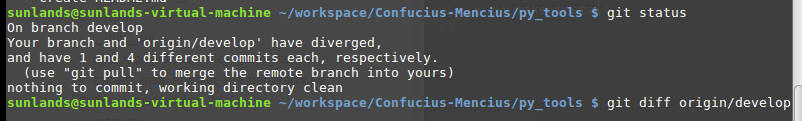 sunlands@sunlands-virtual-machine ~/workspace/Confucius-Mencius/py_tools $ git status
On branch develop
Your branch and 'origin/develop' have diverged,
and have 1 and 4 different commits each, respectively.
  (use "git pull" to merge the remote branch into yours)
nothing to commit, working directory clean
sunlands@sunlands-virtual-machine ~/workspace/Confucius-Mencius/py_tools $ git diff origin/develop